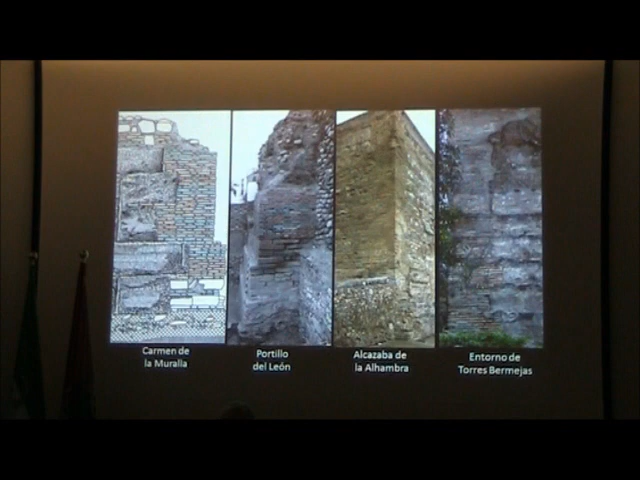 Carmen de
la Muralla
Portillo
del León
Alcazaba de
la Alhambra
Entorno de
Torres Bermejas